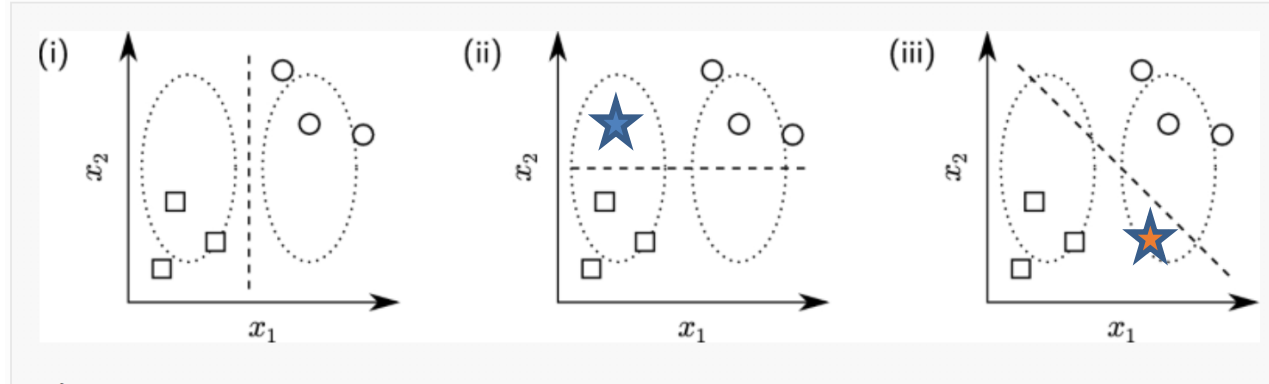 (i)
x₂
x₁
(ii)
x₂
x₁
(iii)
x₂
x₁